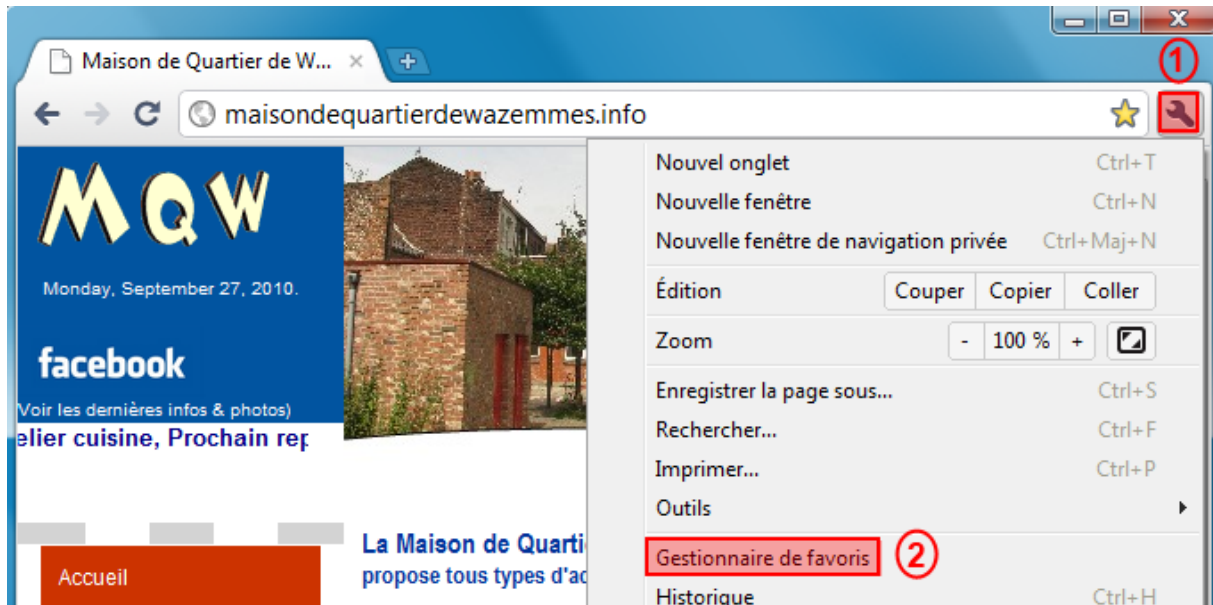 Maison de Quartier de W...
1
maisondequartierdewazemmes.info
MQW
Monday, September 27, 2010.
facebook
Voir les dernières infos & photos)
elier cuisine, Prochain rep
Accueil
La Maison de Quarti
propose tous types d'ac
Nouvel onglet Ctrl+T
Nouvelle fenêtre Ctrl+N
Nouvelle fenêtre de navigation privée Ctrl+Maj+N
Édition Couper Copier Coller
Zoom - 100 % +
Enregistrer la page sous... Ctrl+S
Rechercher... Ctrl+F
Imprimer... Ctrl+P
Outils
Gestionnaire de favoris 2
Historique Ctrl+H